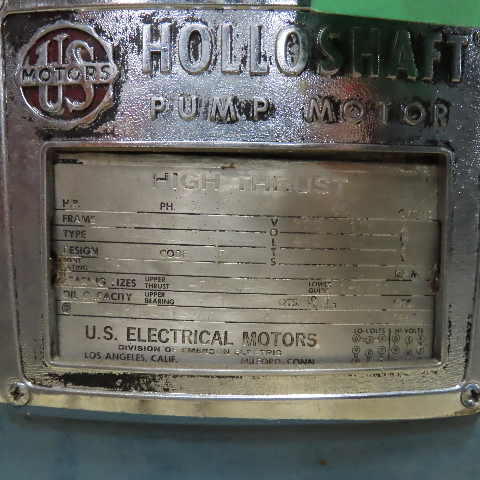 US
MOTORS
HOLLOSHAFT
PUMP MOTOR
HIGH THRUST
H.P. PH.
FRAME VOLTS
TYPE
DESIGN CODE
SIZES UPPER THRUST LOWER
OIL CAPACITY UPPER BEARING QTS.
U.S. ELECTRICAL MOTORS
DIVISION OF EMERSON ELECTRIC
LOS ANGELES, CALIF. MILFORD, CONN.
LO-VOLTS HI-VOLTS